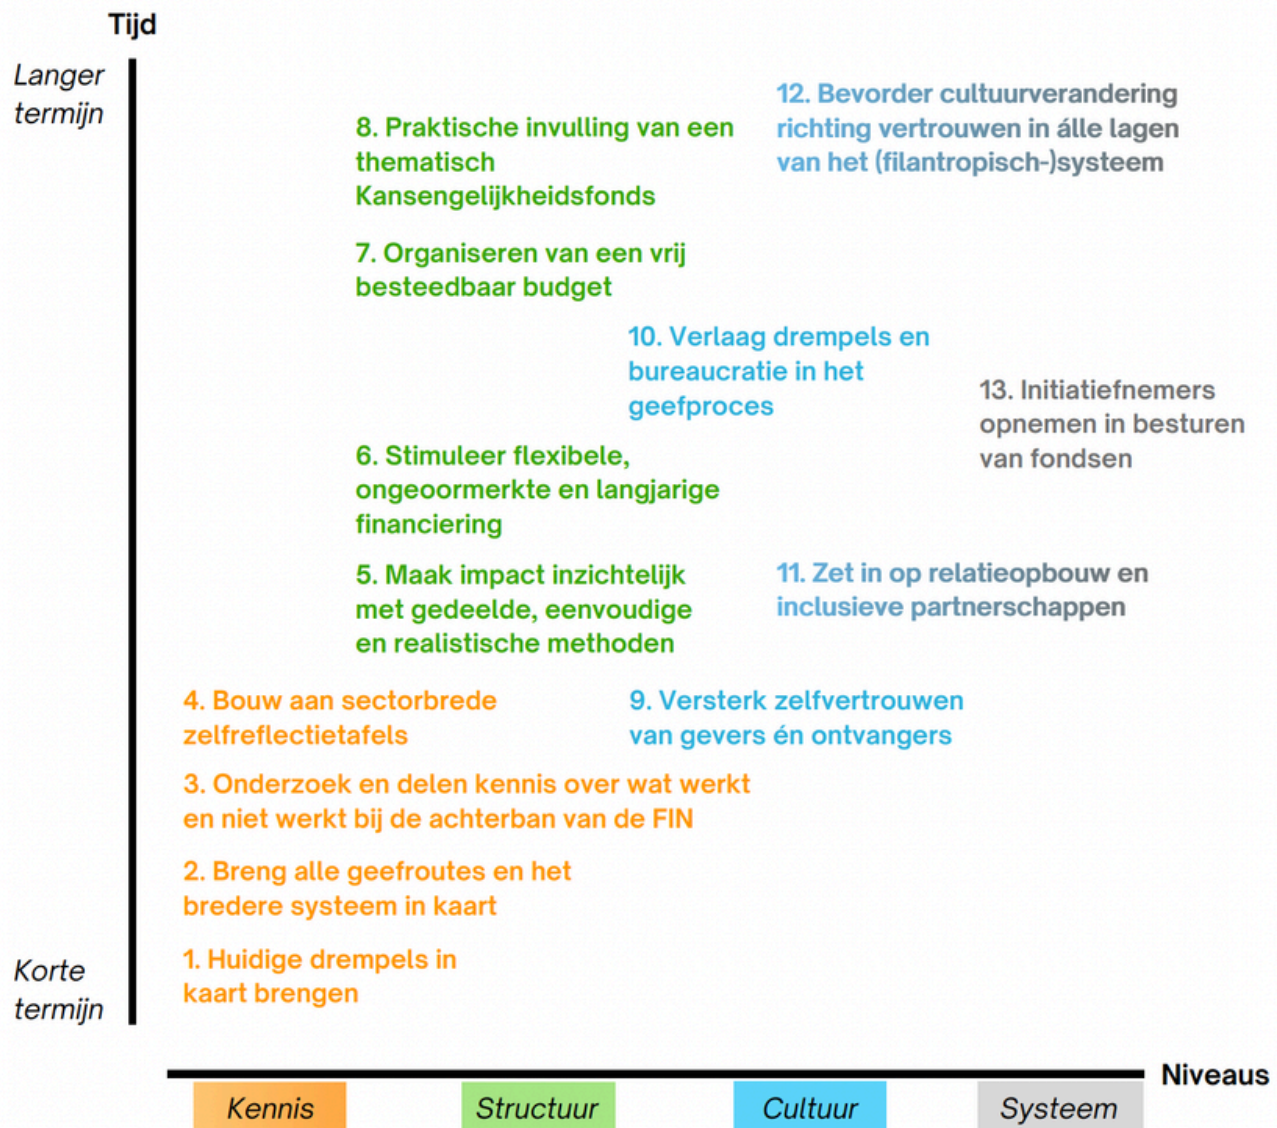 Tijd
Langer
termijn
12. Bevorder cultuurverandering
richting vertrouwen in álle lagen
van het (filantropisch-)systeem
8. Praktische invulling van een
thematisch
Kansengelijkheidsfonds
7. Organiseren van een vrij
besteedbaar budget
10. Verlaag drempels en
bureaucratie in het
geefproces
13. Initiatiefnemers
opnemen in besturen
van fondsen
6. Stimuleer flexibele,
ongeoormerkte en langjarige
financiering
5. Maak impact inzichtelijk
met gedeelde, eenvoudige
en realistische methoden
11. Zet in op relatieopbouw en
inclusieve partnerschappen
4. Bouw aan sectorbrede
zelfreflectietafels
9. Versterk zelfvertrouwen
van gevers én ontvangers
3. Onderzoek en delen kennis over wat werkt
en niet werkt bij de achterban van de FIN
2. Breng alle geefroutes en het
bredere systeem in kaart
1. Huidige drempels in
kaart brengen
Korte
termijn
Niveaus
Kennis
Structuur
Cultuur
Systeem